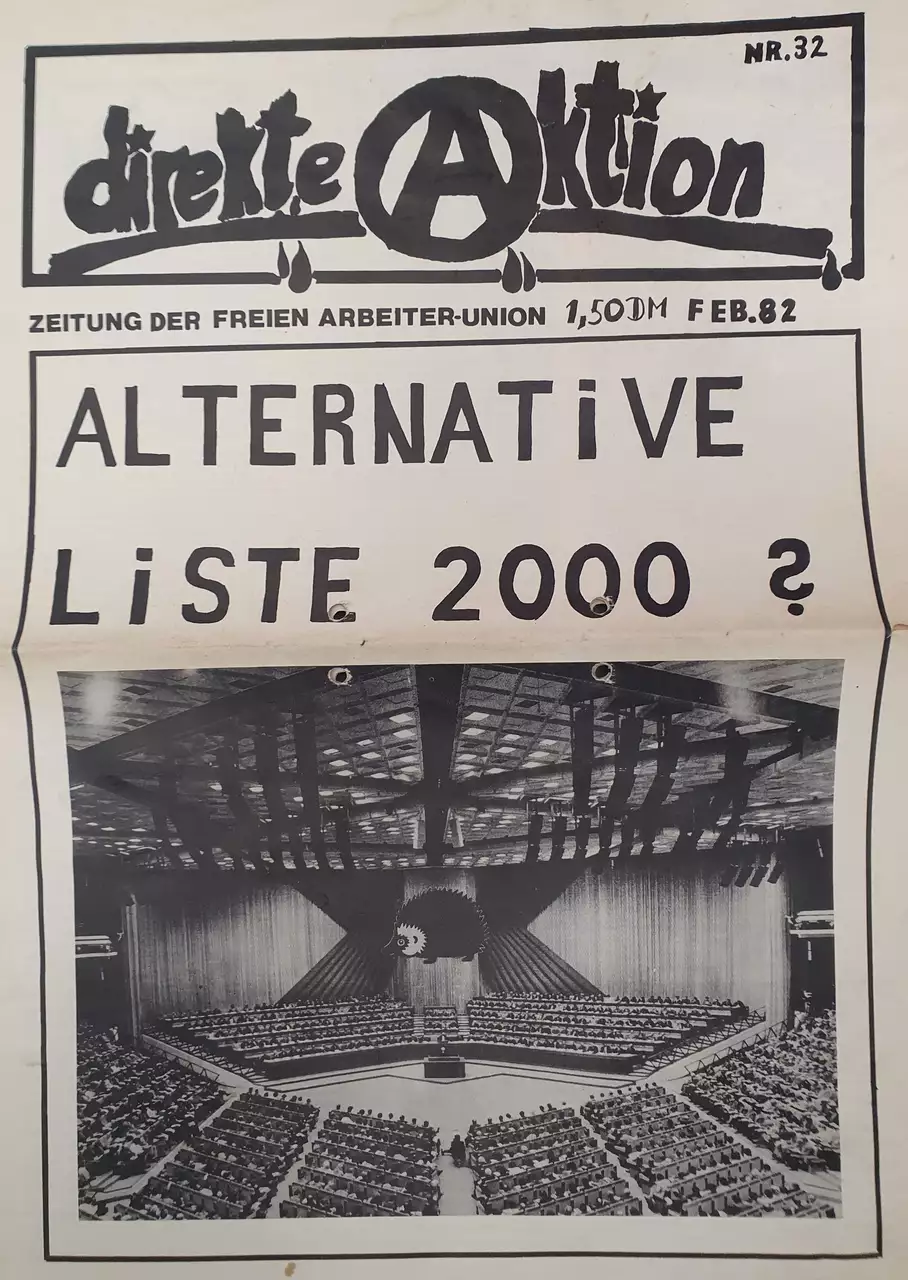 NR.32
direkte Aktion
ZEITUNG DER FREIEN ARBEITER-UNION 1,50DM FEB.82
ALTERNATiVE
LiSTE 2000 ?